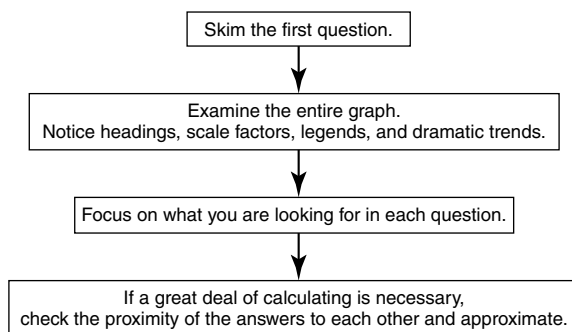 Skim the first question.
Examine the entire graph.
Notice headings, scale factors, legends, and dramatic trends.
Focus on what you are looking for in each question.
If a great deal of calculating is necessary,
check the proximity of the answers to each other and approximate.